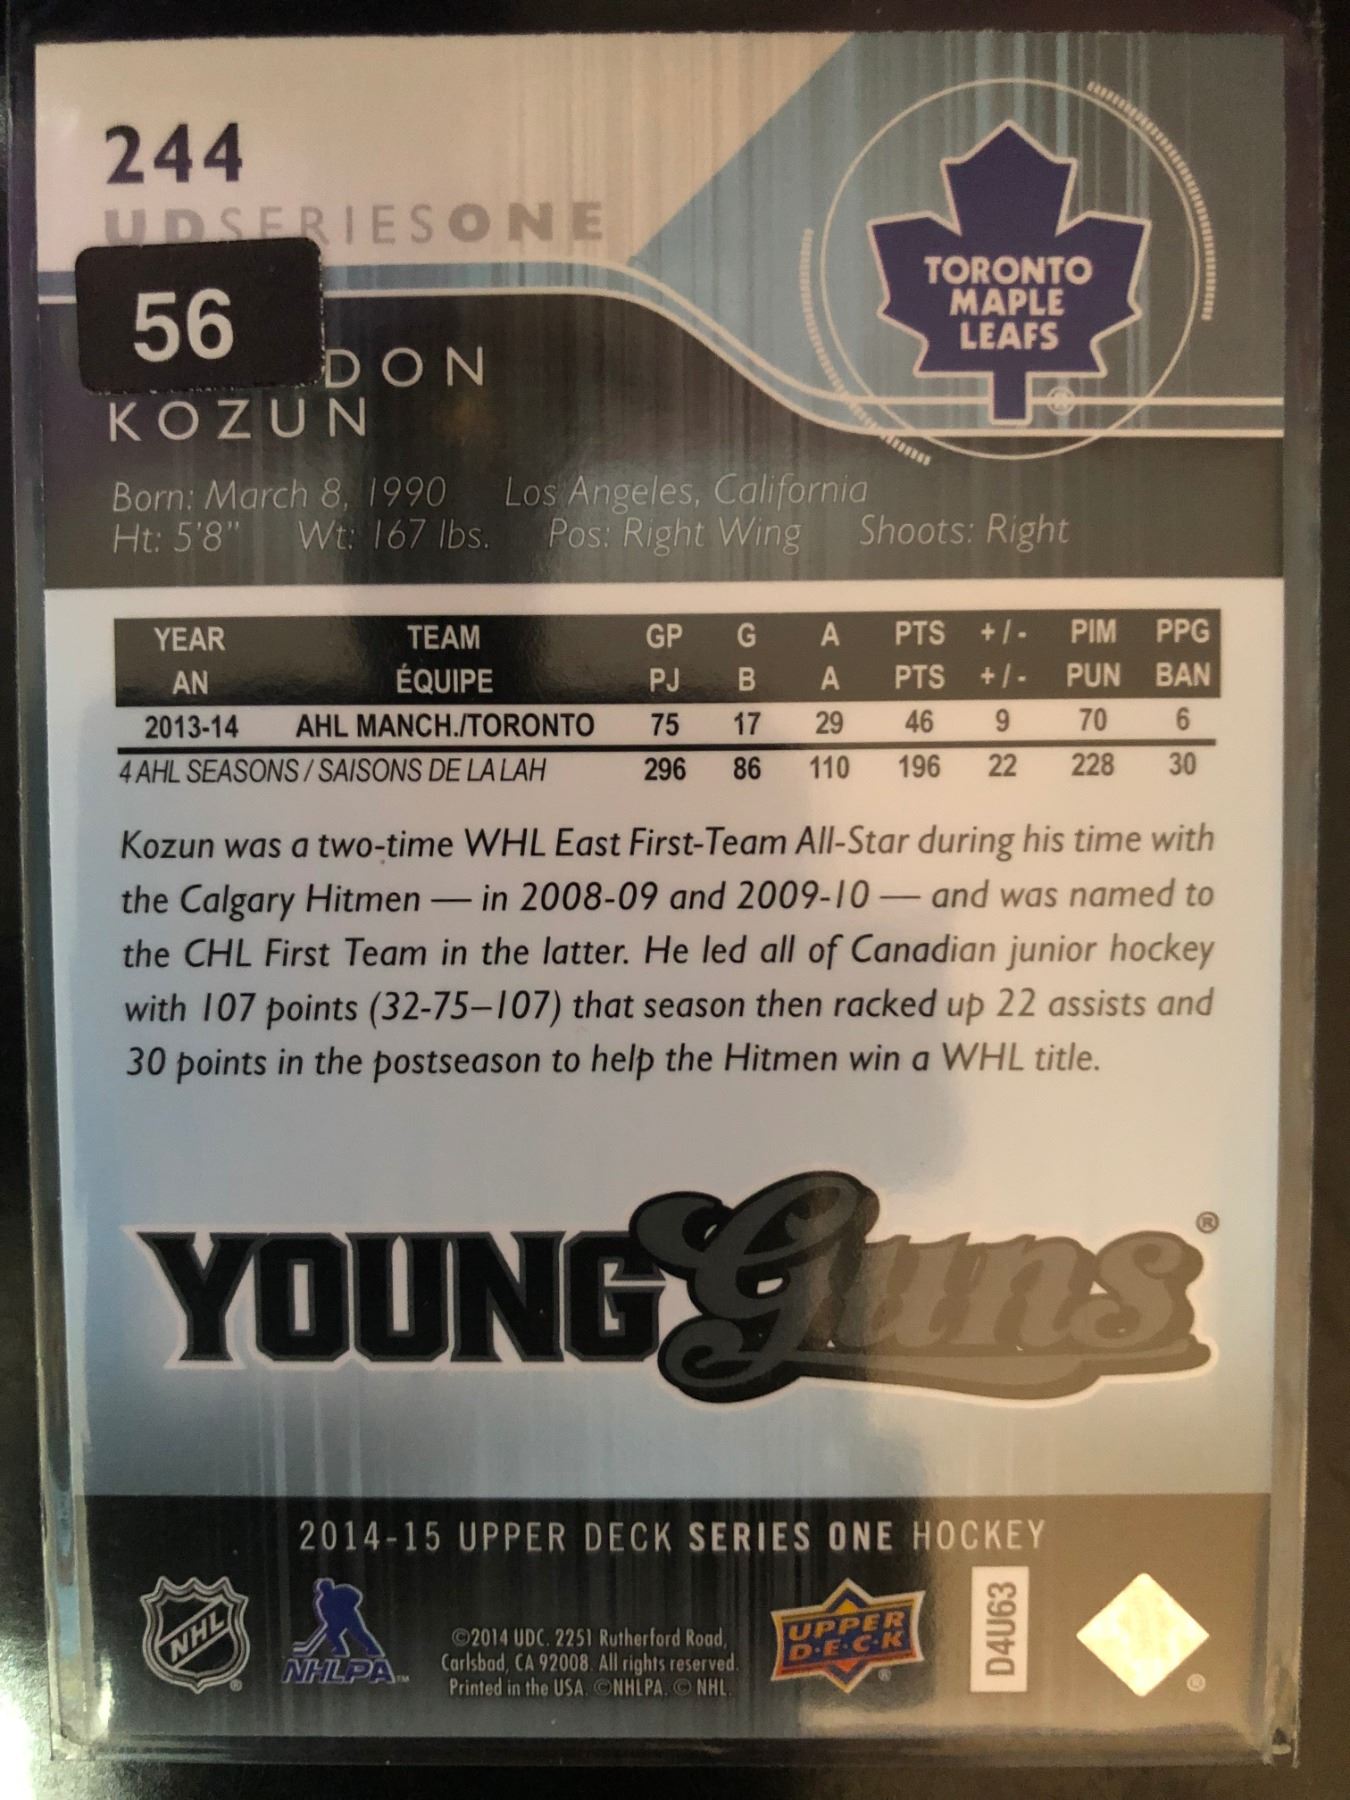 244
UD SERIES ONE
56
DON
KOZUN
TORONTO
MAPLE
LEAFS
®
Born: March 8, 1990 Los Angeles, California
Ht: 5'8" Wt: 167 lbs. Pos: Right Wing Shoots: Right
YEAR TEAM GP G A PTS +/- PIM PPG
AN ÉQUIPE PJ B A PTS +/- PUN BAN
2013-14 AHL MANCH./TORONTO 75 17 29 46 9 70 6
4 AHL SEASONS / SAISONS DE LA LAH 296 86 110 196 22 228 30
Kozun was a two-time WHL East First-Team All-Star during his time with
the Calgary Hitmen — in 2008-09 and 2009-10 — and was named to
the CHL First Team in the latter. He led all of Canadian junior hockey
with 107 points (32-75–107) that season then racked up 22 assists and
30 points in the postseason to help the Hitmen win a WHL title.
YOUNG Guns ®
2014-15 UPPER DECK SERIES ONE HOCKEY
NHL ®
NHLPA™
©2014 UDC. 2251 Rutherford Road,
Carlsbad, CA 92008. All rights reserved.
Printed in the USA. ©NHLPA. © NHL.
UPPER
D·E·C·K ®
D4U63
®